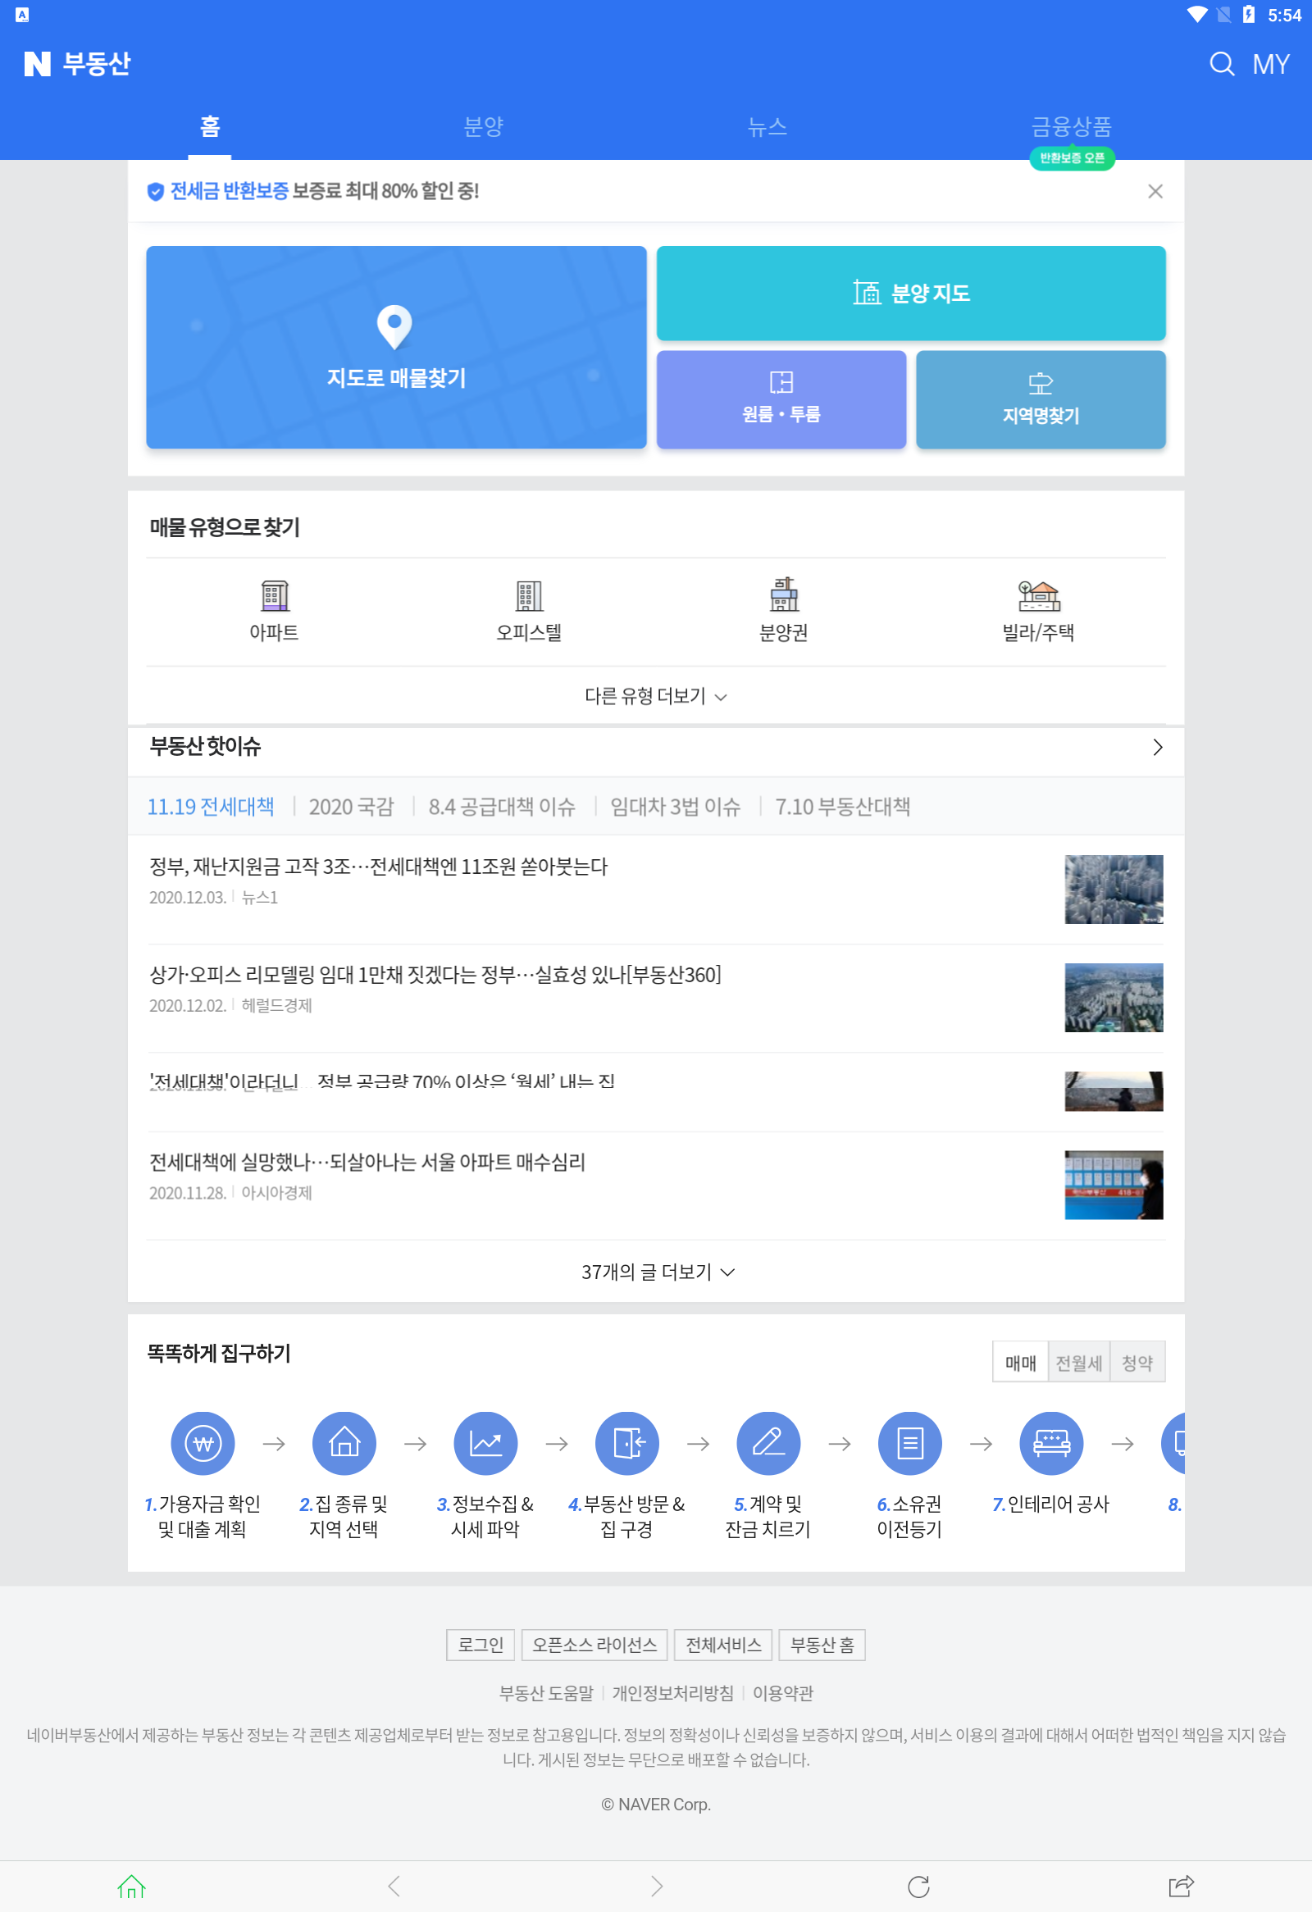 5:54
N 부동산
MY
홈
분양
뉴스
금융상품
반환보증 오픈
전세금 반환보증 보증료 최대 80% 할인 중!
지도로 매물찾기
분양 지도
원룸・투룸
지역명찾기
매물 유형으로 찾기
아파트
오피스텔
분양권
빌라/주택
다른 유형 더보기
부동산 핫이슈
11.19 전세대책
2020 국감
8.4 공급대책 이슈
임대차 3법 이슈
7.10 부동산대책
정부, 재난지원금 고작 3조…전세대책엔 11조원 쏟아붓는다
2020.12.03. 뉴스1
상가·오피스 리모델링 임대 1만채 짓겠다는 정부…실효성 있나[부동산360]
2020.12.02. 헤럴드경제
'전세대책'이라더니 정부 공급량 70% 이상은 ‘월세’ 내는 집
전세대책에 실망했나…되살아나는 서울 아파트 매수심리
2020.11.28. 아시아경제
37개의 글 더보기
똑똑하게 집구하기
매매
전월세
청약
1. 가용자금 확인
및 대출 계획
2. 집 종류 및
지역 선택
3. 정보수집 &
시세 파악
4. 부동산 방문 &
집 구경
5. 계약 및
잔금 치르기
6. 소유권
이전등기
7. 인테리어 공사
8.
로그인
오픈소스 라이선스
전체서비스
부동산 홈
부동산 도움말
개인정보처리방침
이용약관
네이버부동산에서 제공하는 부동산 정보는 각 콘텐츠 제공업체로부터 받는 정보로 참고용입니다. 정보의 정확성이나 신뢰성을 보증하지 않으며, 서비스 이용의 결과에 대해서 어떠한 법적인 책임을 지지 않습
니다. 게시된 정보는 무단으로 배포할 수 없습니다.
© NAVER Corp.